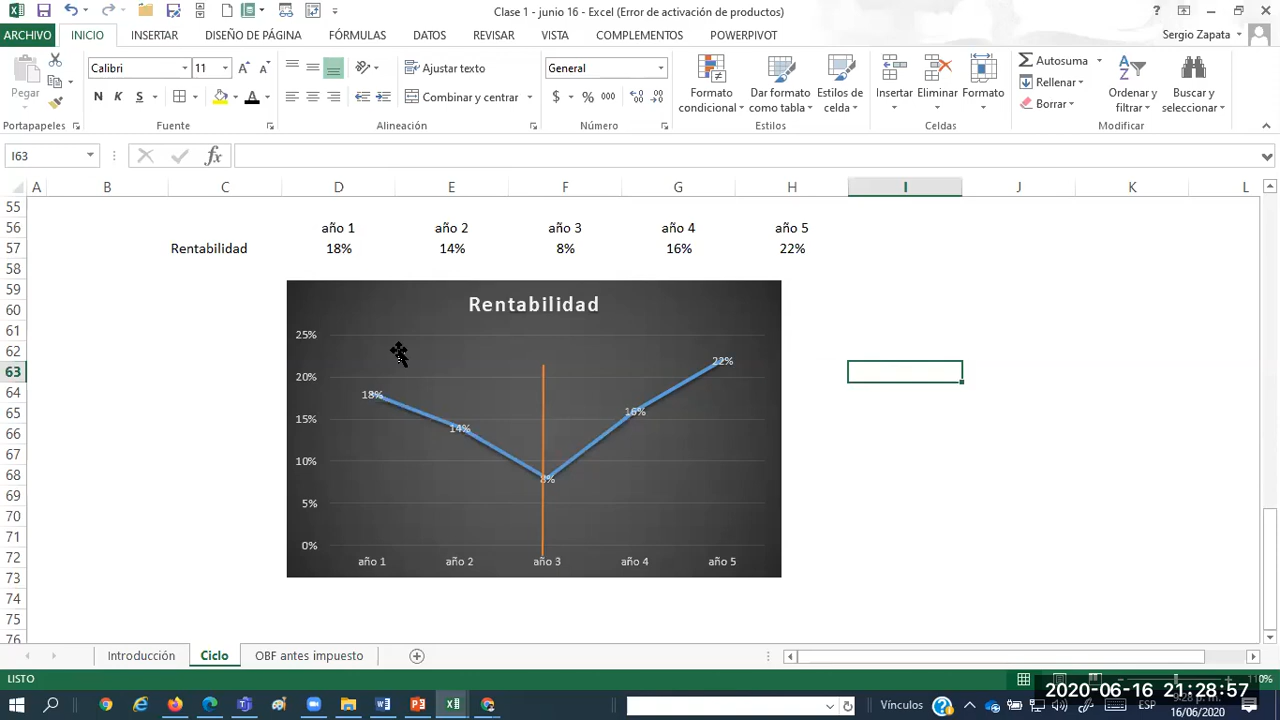 Clase 1 - junio 16 - Excel (Error de activación de productos)
ARCHIVO INICIO INSERTAR DISEÑO DE PÁGINA FÓRMULAS DATOS REVISAR VISTA COMPLEMENTOS POWERPIVOT Sergio Zapata
Calibri 11 Ajustar texto General Autosuma
Pegar N K S Combinar y centrar $ % 000 Formato condicional Dar formato como tabla Estilos de celda Insertar Eliminar Formato Rellenar Borrar Ordenar y filtrar Buscar y seleccionar
Portapapeles Fuente Alineación Número Estilos Celdas Modificar
I63 fx
A B C D E F G H I J K L
55
56 año 1 año 2 año 3 año 4 año 5
57 Rentabilidad 18% 14% 8% 16% 22%
58
59 Rentabilidad
60
61 25%
62 22%
63 20%
64 18%
65 16% 15%
66 14%
67 10%
68 8%
69 5%
70
71 0%
72 año 1 año 2 año 3 año 4 año 5
73
74
75
76
Introducción Ciclo OBF antes impuesto
LISTO 110%
2020-06-16 21:28:57
Vínculos ESP 9:28 p. m.
16/06/2020